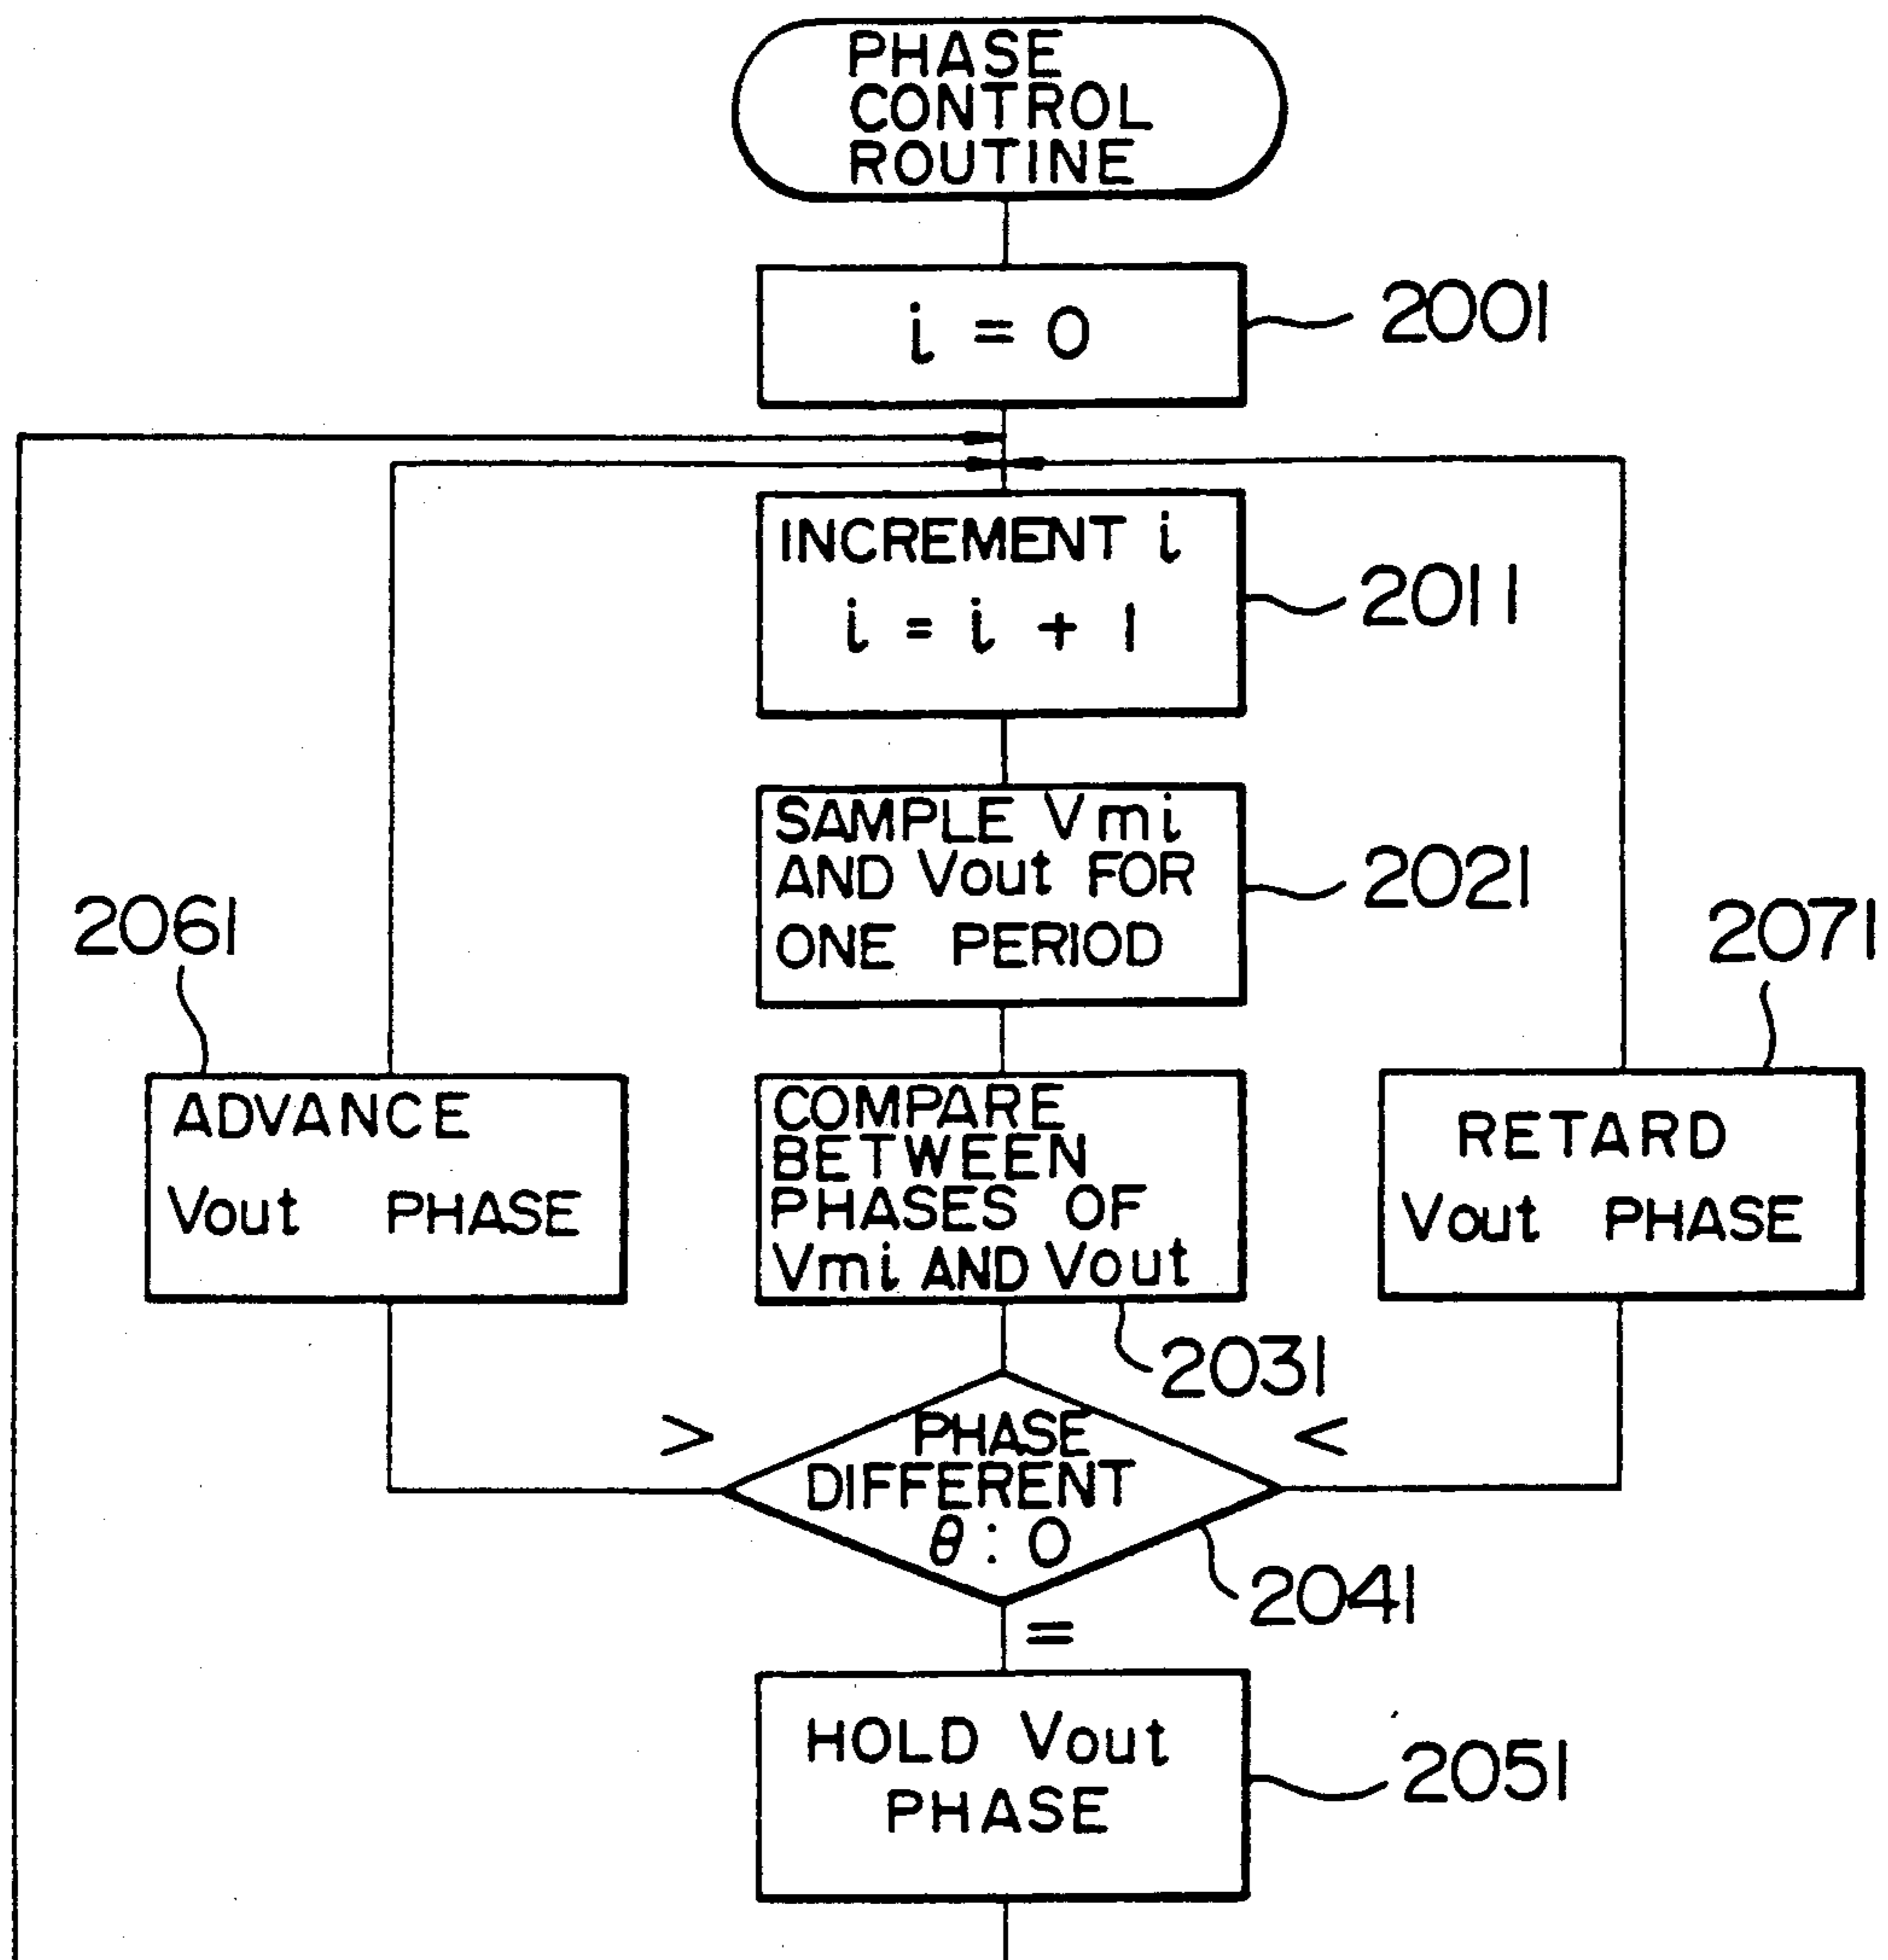 PHASE
CONTROL
ROUTINE
i = 0
2001
INCREMENT i
i = i + 1
2011
SAMPLE Vmi
AND Vout FOR
ONE PERIOD
2021
2061
ADVANCE
Vout PHASE
COMPARE
BETWEEN
PHASES OF
Vmi AND Vout
2031
2071
RETARD
Vout PHASE
>
PHASE
DIFFERENT
θ : 0
<
2041
=
HOLD Vout
PHASE
2051